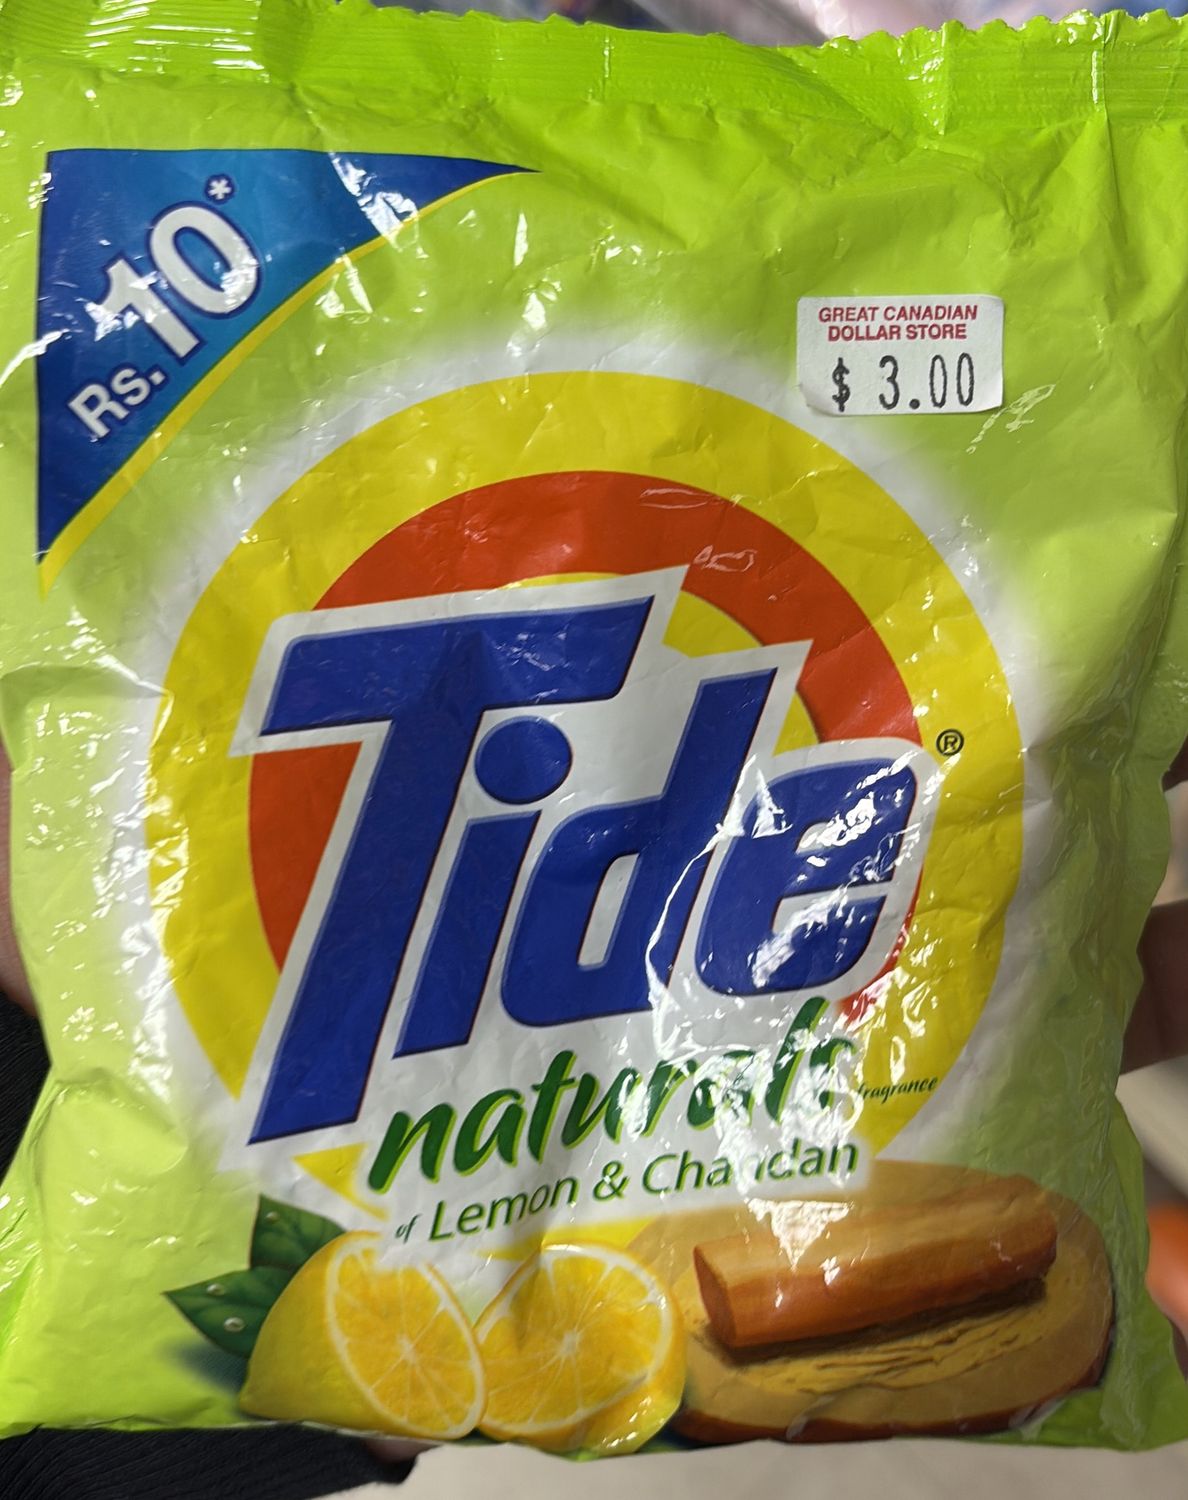 Rs. 10*
GREAT CANADIAN
DOLLAR STORE
$ 3.00
Tide®
naturals fragrance
of Lemon & Chandan